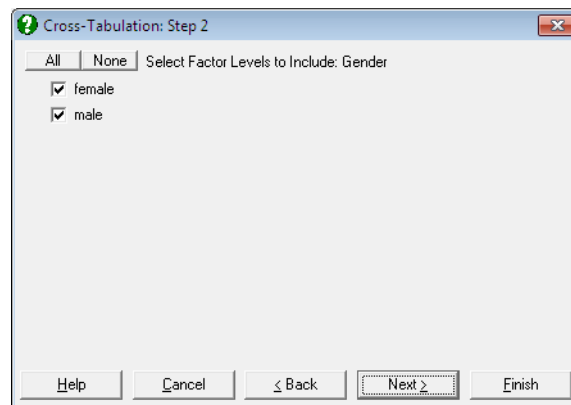 Cross-Tabulation: Step 2
All None Select Factor Levels to Include: Gender
female
male
Help Cancel < Back Next > Finish